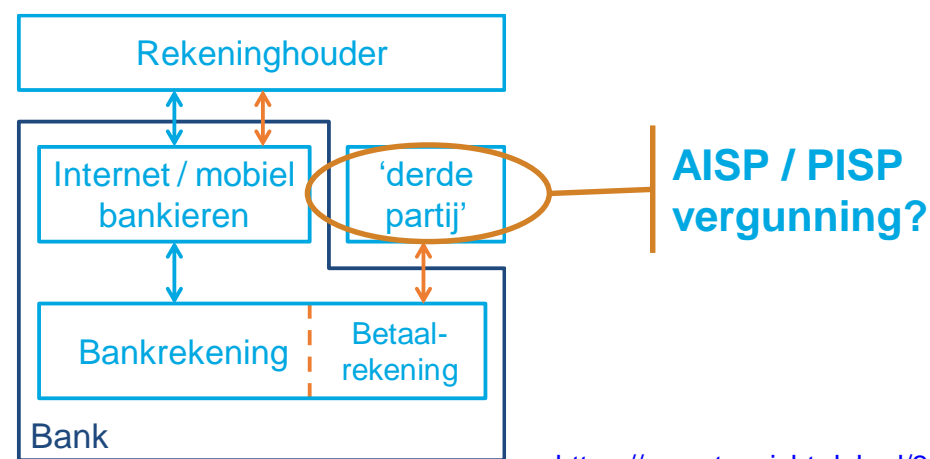 Rekeninghouder
Internet / mobiel
bankieren
‘derde
partij’
AISP / PISP
vergunning?
Bankrekening
Betaal-
rekening
Bank